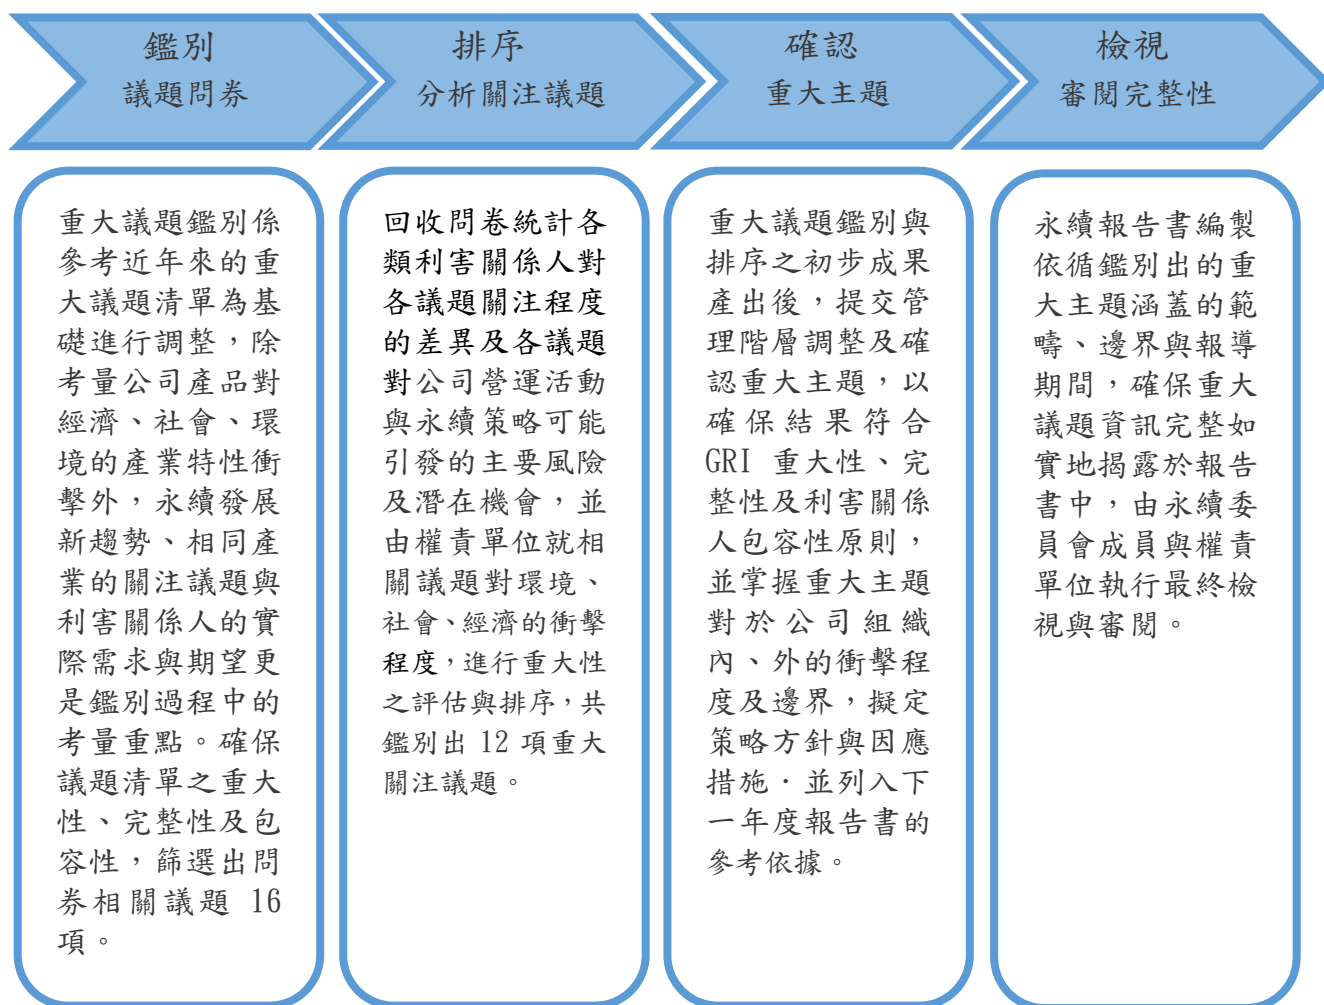 鑑別
議題問券
排序
分析關注議題
確認
重大主題
檢視
審閱完整性
重大議題鑑別係
參考近年來的重
大議題清單為基
礎進行調整，除
考量公司產品對
經濟、社會、環
境的產業特性衝
擊外，永續發展
新趨勢、相同產
業的關注議題與
利害關係人的實
際需求與期望更
是鑑別過程中的
考量重點。確保
議題清單之重大
性、完整性及包
容性，篩選出問
券相關議題 16
項。
回收問卷統計各
類利害關係人對
各議題關注程度
的差異及各議題
對公司營運活動
與永續策略可能
引發的主要風險
及潛在機會，並
由權責單位就相
關議題對環境、
社會、經濟的衝擊
程度，進行重大性
之評估與排序，共
鑑別出 12 項重大
關注議題。
重大議題鑑別與
排序之初步成果
產出後，提交管
理階層調整及確
認重大主題，以
確保結果符合
GRI 重大性、完
整性及利害關係
人包容性原則，
並掌握重大主題
對於公司組織
內、外的衝擊程
度及邊界，擬定
策略方針與因應
措施．並列入下
一年度報告書的
參考依據。
永續報告書編製
依循鑑別出的重
大主題涵蓋的範
疇、邊界與報導
期間，確保重大
議題資訊完整如
實地揭露於報告
書中，由永續委
員會成員與權責
單位執行最終檢
視與審閱。